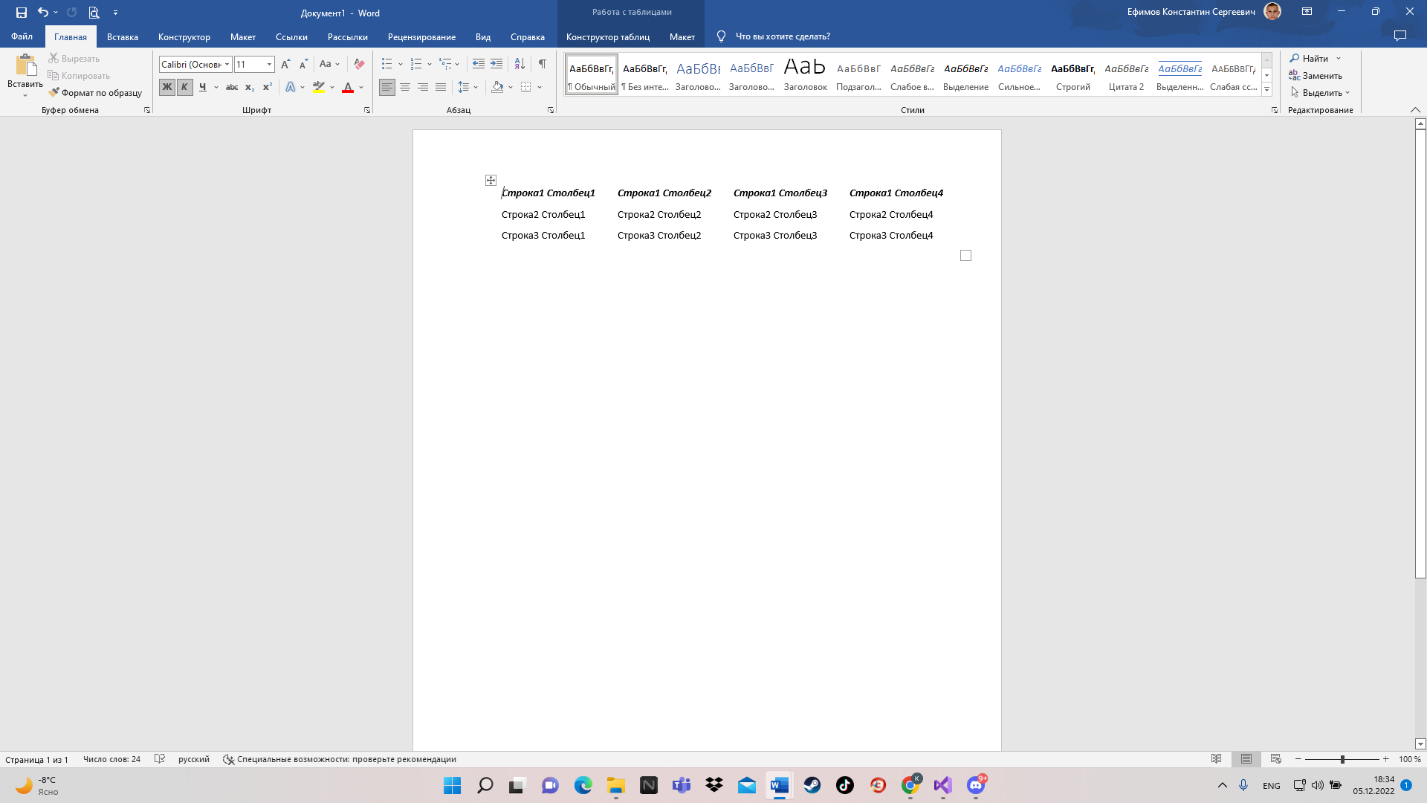 Документ1 - Word
Работа с таблицами
Ефимов Константин Сергеевич
Файл Главная Вставка Конструктор Макет Ссылки Рассылки Рецензирование Вид Справка Конструктор таблиц Макет Что вы хотите сделать?
Вставить
Вырезать
Копировать
Формат по образцу
Буфер обмена
Calibri (Основн 11 Aa
Ж К Ч abc x₂ x²
Шрифт
Абзац
АаБбВвГг, АаБбВвГг, АаБбВı АаБбВвГ АаЬ АаБбВвГ АаБбВвГг АаБбВвГг АаБбВвГг АаБбВвГг, АаБбВвГг АаБбВвГг ААБбВвГг,
¶ Обычный ¶ Без инте... Заголово... Заголово... Заголовок Подзагол... Слабое в... Выделение Сильное... Строгий Цитата 2 Выделенн... Слабая сс...
Стили
Найти
Заменить
Выделить
Редактирование
Строка1 Столбец1 Строка1 Столбец2 Строка1 Столбец3 Строка1 Столбец4
Строка2 Столбец1 Строка2 Столбец2 Строка2 Столбец3 Строка2 Столбец4
Строка3 Столбец1 Строка3 Столбец2 Строка3 Столбец3 Строка3 Столбец4
Страница 1 из 1 Число слов: 24 русский Специальные возможности: проверьте рекомендации 100 %
-8°C
Ясно
ENG
18:34
05.12.2022
1